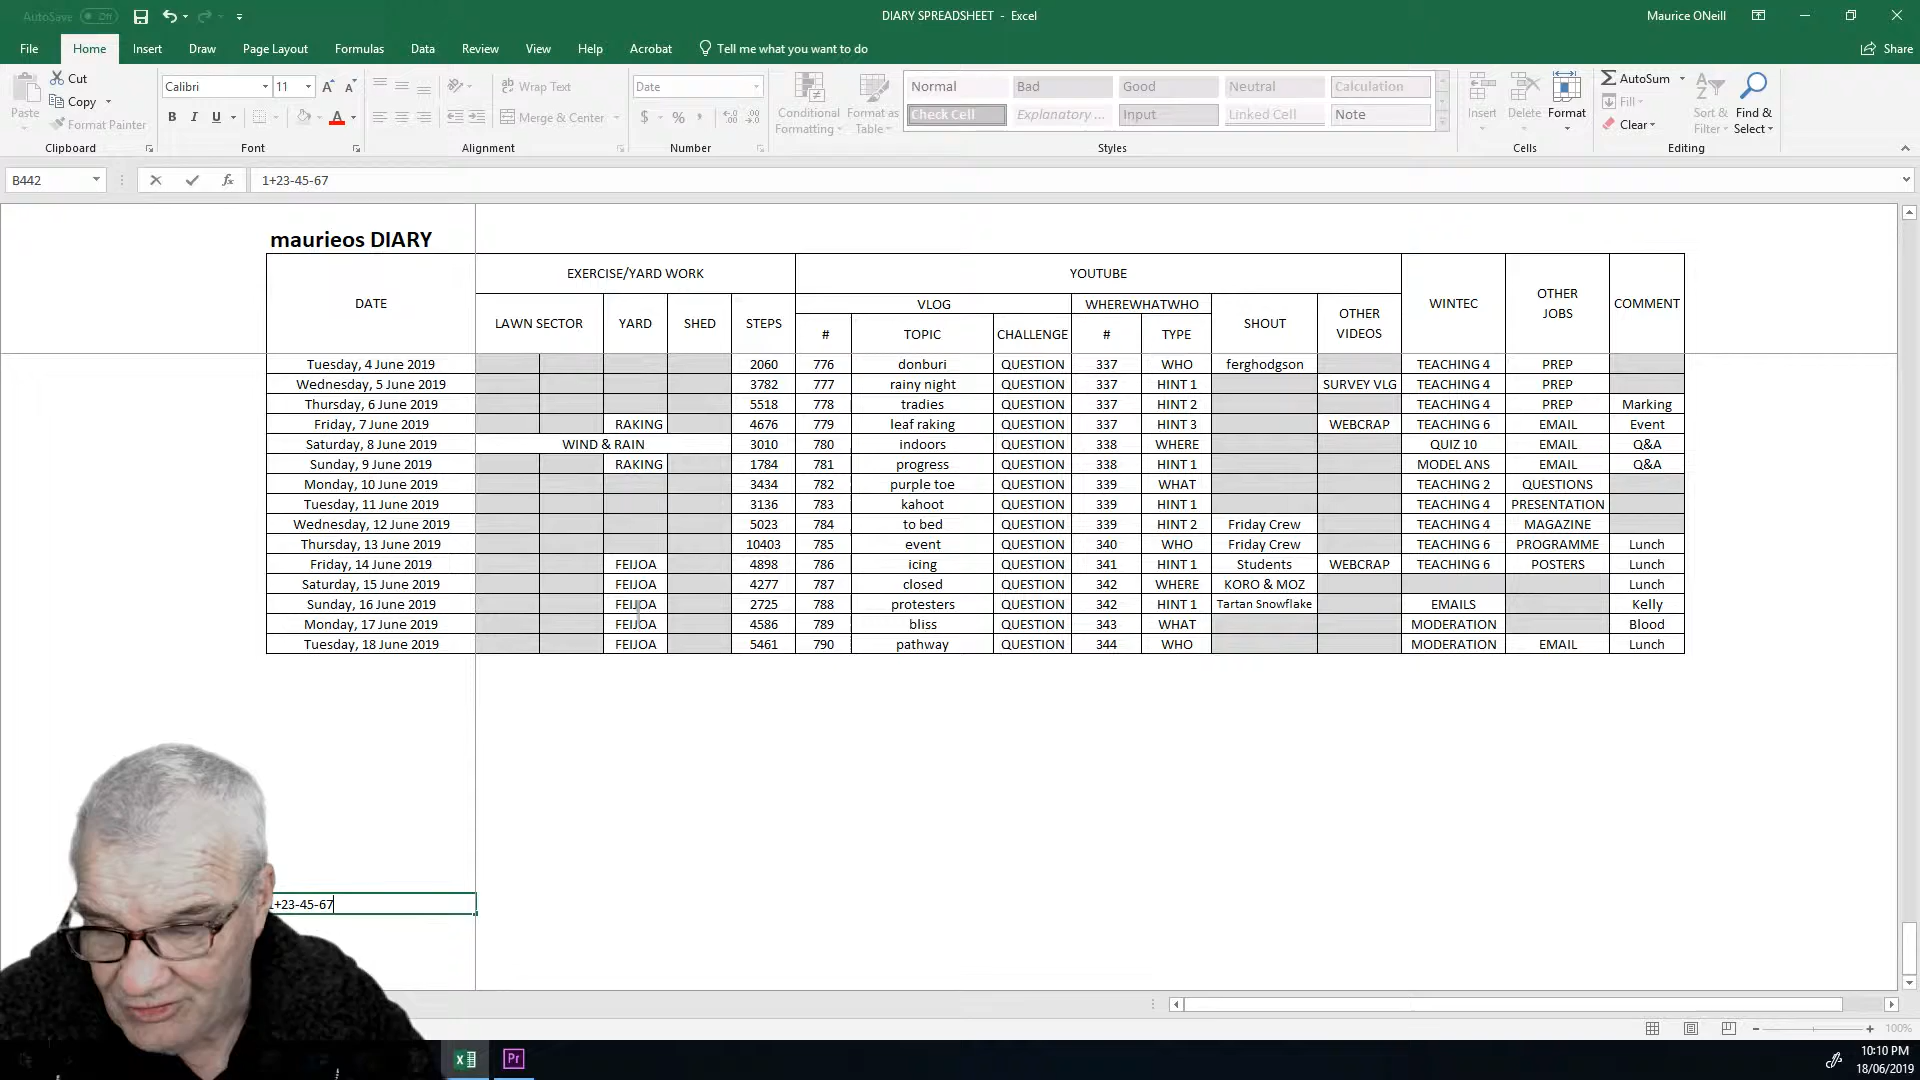 AutoSave Off
DIARY SPREADSHEET - Excel
Maurice ONeill
File Home Insert Draw Page Layout Formulas Data Review View Help Acrobat Tell me what you want to do Share
Paste
Cut
Copy
Format Painter
Clipboard
Calibri 11
B I U
Font
Wrap Text
Merge & Center
Alignment
Date
$ % ,
Number
Conditional Formatting
Format as Table
Normal Bad Good Neutral Calculation
Check Cell Explanatory ... Input Linked Cell Note
Styles
Insert Delete Format
Cells
AutoSum
Fill
Clear
Sort & Filter
Find & Select
Editing
B442 fx 1+23-45-67
maurieos DIARY
DATE
EXERCISE/YARD WORK
YOUTUBE
WINTEC
OTHER JOBS
COMMENT
LAWN SECTOR YARD SHED STEPS
VLOG WHEREWHATWHO SHOUT OTHER VIDEOS
# TOPIC CHALLENGE # TYPE
Tuesday, 4 June 2019 2060 776 donburi QUESTION 337 WHO ferghodgson TEACHING 4 PREP
Wednesday, 5 June 2019 3782 777 rainy night QUESTION 337 HINT 1 SURVEY VLG TEACHING 4 PREP
Thursday, 6 June 2019 5518 778 tradies QUESTION 337 HINT 2 TEACHING 4 PREP Marking
Friday, 7 June 2019 RAKING 4676 779 leaf raking QUESTION 337 HINT 3 WEBCRAP TEACHING 6 EMAIL Event
Saturday, 8 June 2019 WIND & RAIN 3010 780 indoors QUESTION 338 WHERE QUIZ 10 EMAIL Q&A
Sunday, 9 June 2019 RAKING 1784 781 progress QUESTION 338 HINT 1 MODEL ANS EMAIL Q&A
Monday, 10 June 2019 3434 782 purple toe QUESTION 339 WHAT TEACHING 2 QUESTIONS
Tuesday, 11 June 2019 3136 783 kahoot QUESTION 339 HINT 1 TEACHING 4 PRESENTATION
Wednesday, 12 June 2019 5023 784 to bed QUESTION 339 HINT 2 Friday Crew TEACHING 4 MAGAZINE
Thursday, 13 June 2019 10403 785 event QUESTION 340 WHO Friday Crew TEACHING 6 PROGRAMME Lunch
Friday, 14 June 2019 FEIJOA 4898 786 icing QUESTION 341 HINT 1 Students WEBCRAP TEACHING 6 POSTERS Lunch
Saturday, 15 June 2019 FEIJOA 4277 787 closed QUESTION 342 WHERE KORO & MOZ Lunch
Sunday, 16 June 2019 FEIJOA 2725 788 protesters QUESTION 342 HINT 1 Tartan Snowflake EMAILS Kelly
Monday, 17 June 2019 FEIJOA 4586 789 bliss QUESTION 343 WHAT MODERATION Blood
Tuesday, 18 June 2019 FEIJOA 5461 790 pathway QUESTION 344 WHO MODERATION EMAIL Lunch
1+23-45-67
100%
Pr
10:10 PM
18/06/2019